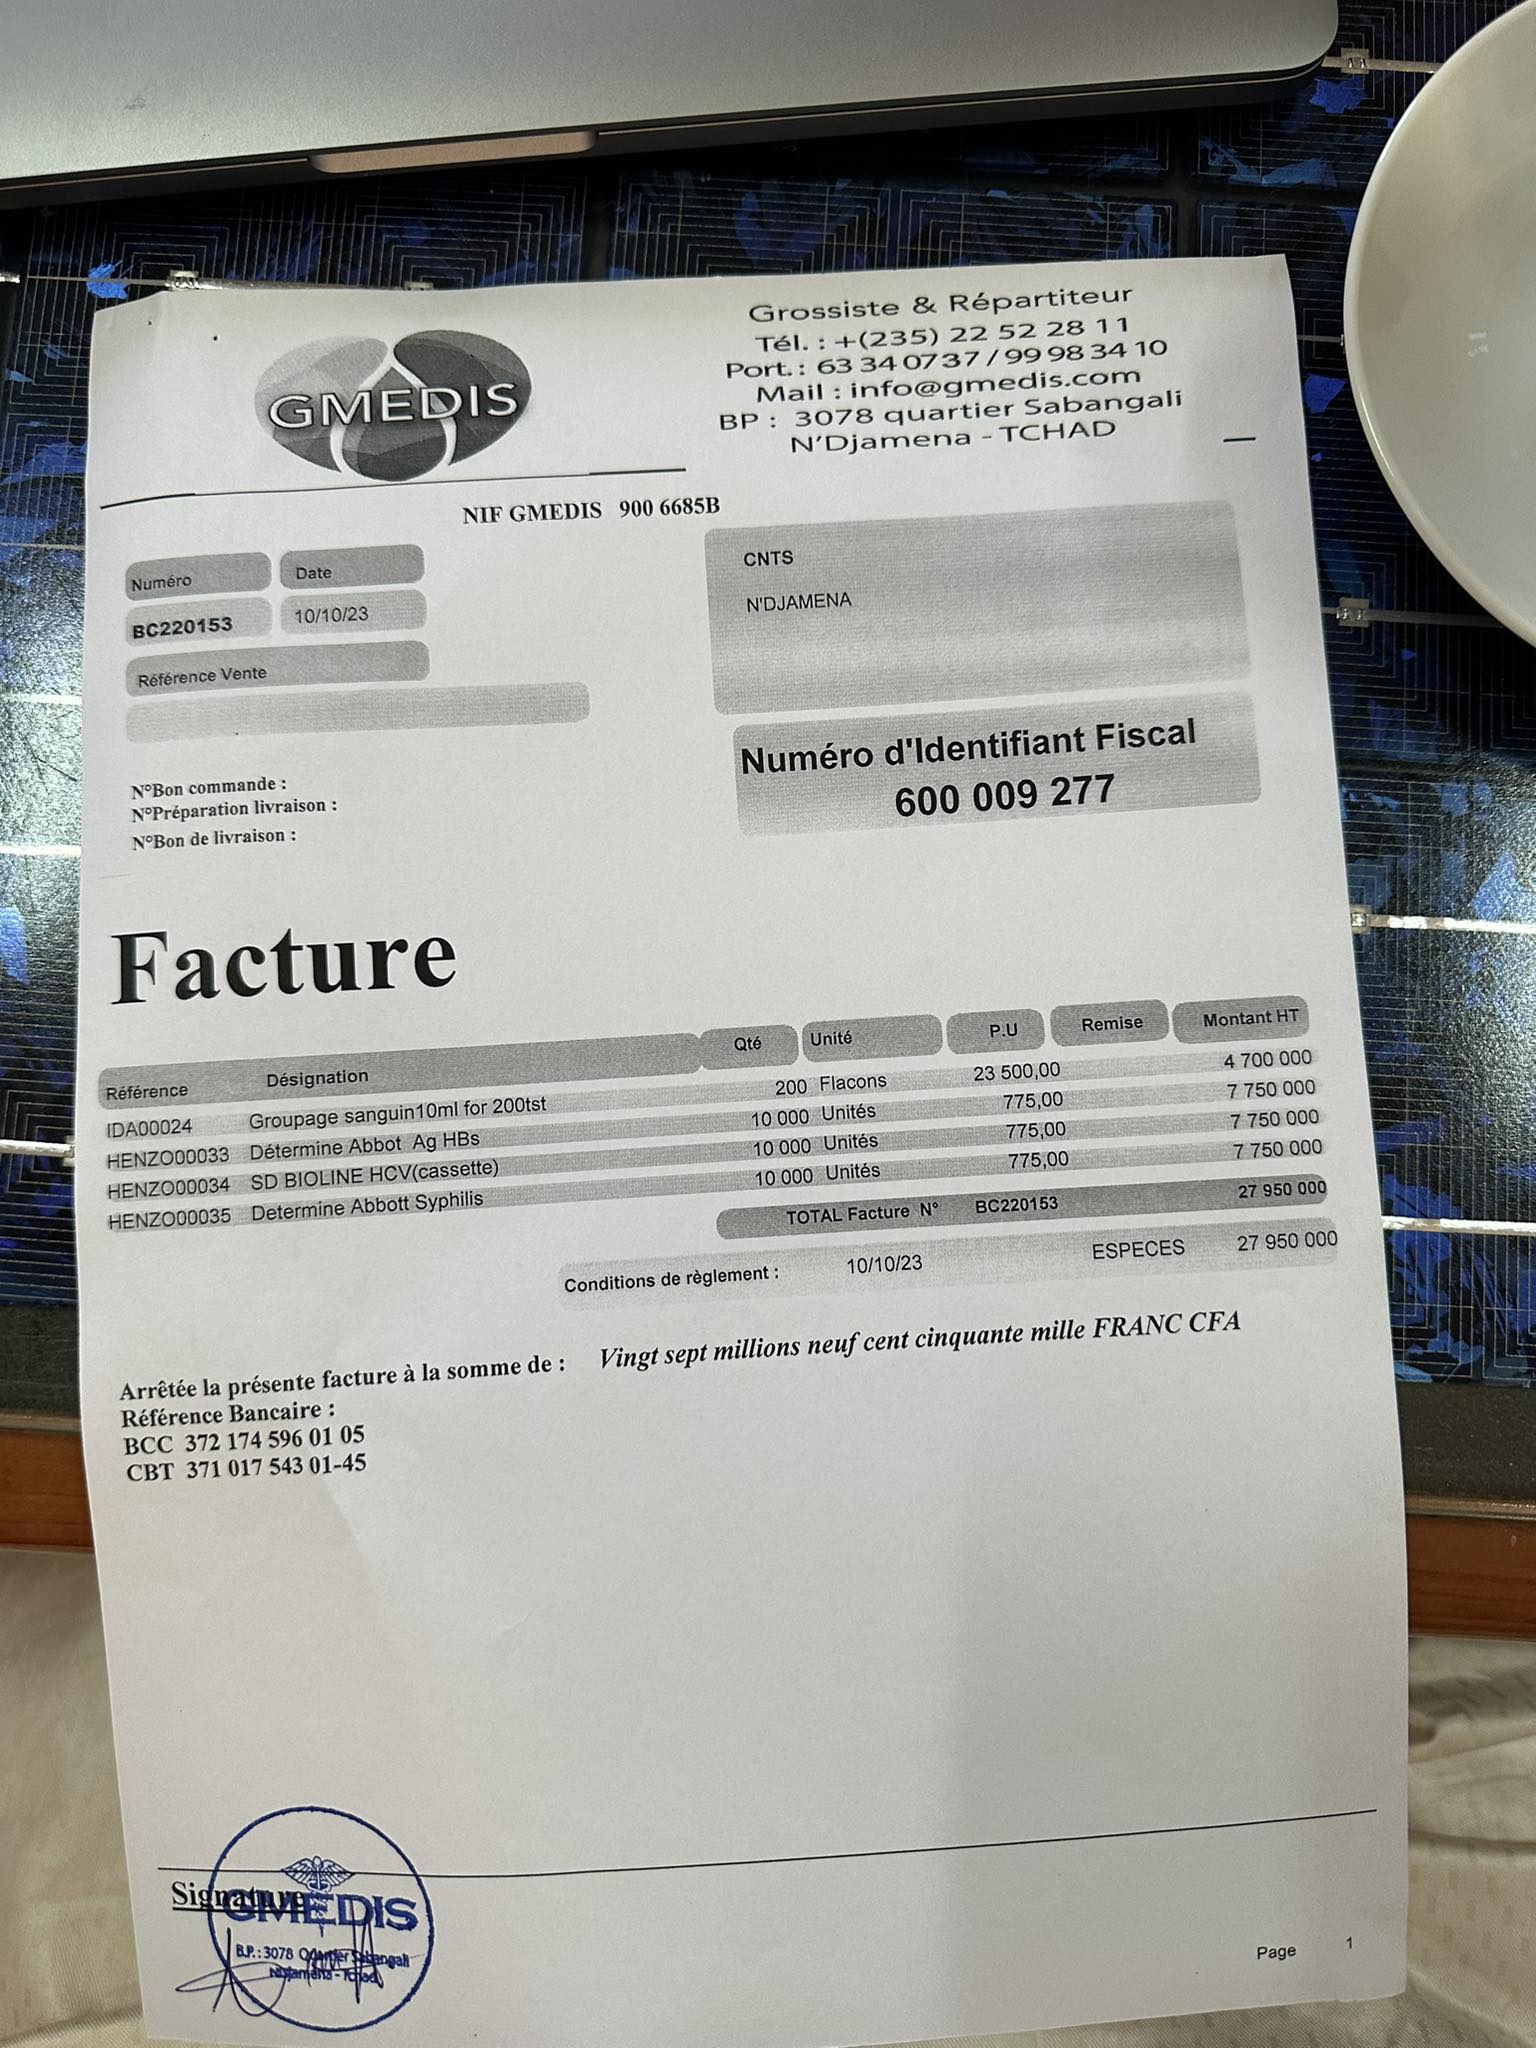 GMEDIS
Grossiste & Répartiteur
Tél. : +(235) 22 52 28 11
Port.: 63 34 07 37 / 99 98 34 10
Mail : info@gmedis.com
BP : 3078 quartier Sabangali
N'Djamena - TCHAD
NIF GMEDIS 900 6685B
Numéro Date
BC220153 10/10/23
Référence Vente
CNTS
N'DJAMENA
Numéro d'Identifiant Fiscal
600 009 277
N°Bon commande :
N°Préparation livraison :
N°Bon de livraison :
Facture
Référence Désignation Qté Unité P.U Remise Montant HT
IDA00024 Groupage sanguin10ml for 200tst 200 Flacons 23 500,00 4 700 000
HENZO00033 Détermine Abbot Ag HBs 10 000 Unités 775,00 7 750 000
HENZO00034 SD BIOLINE HCV(cassette) 10 000 Unités 775,00 7 750 000
HENZO00035 Determine Abbott Syphilis 10 000 Unités 775,00 7 750 000
TOTAL Facture N° BC220153 27 950 000
Conditions de règlement : 10/10/23 ESPECES 27 950 000
Arrêtée la présente facture à la somme de : Vingt sept millions neuf cent cinquante mille FRANC CFA
Référence Bancaire :
BCC 372 174 596 01 05
CBT 371 017 543 01-45
Signature
GMEDIS
B.P.: 3078 Quartier Sabangali
Ndjamena - Tchad
Page 1